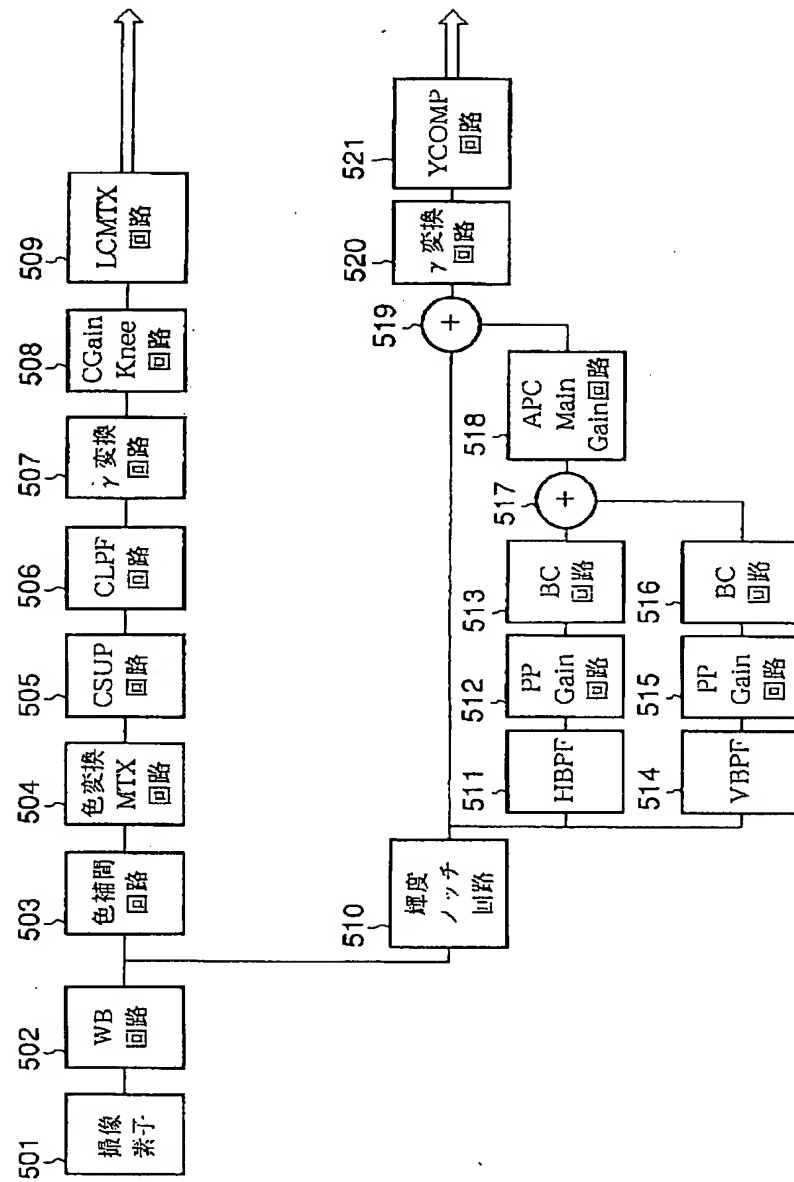 501
撮像
素子
502
WB
回路
503
色補間
回路
504
色変換
MTX
回路
505
CSUP
回路
506
CLPF
回路
507
γ変換
回路
508
CGain
Knee
回路
509
LCMTX
回路
510
輝度
ノッチ
回路
511
HBPF
512
PP
Gain
回路
513
BC
回路
514
VBPF
515
PP
Gain
回路
516
BC
回路
517
+
518
APC
Main
Gain回路
519
+
520
γ変換
回路
521
YCOMP
回路